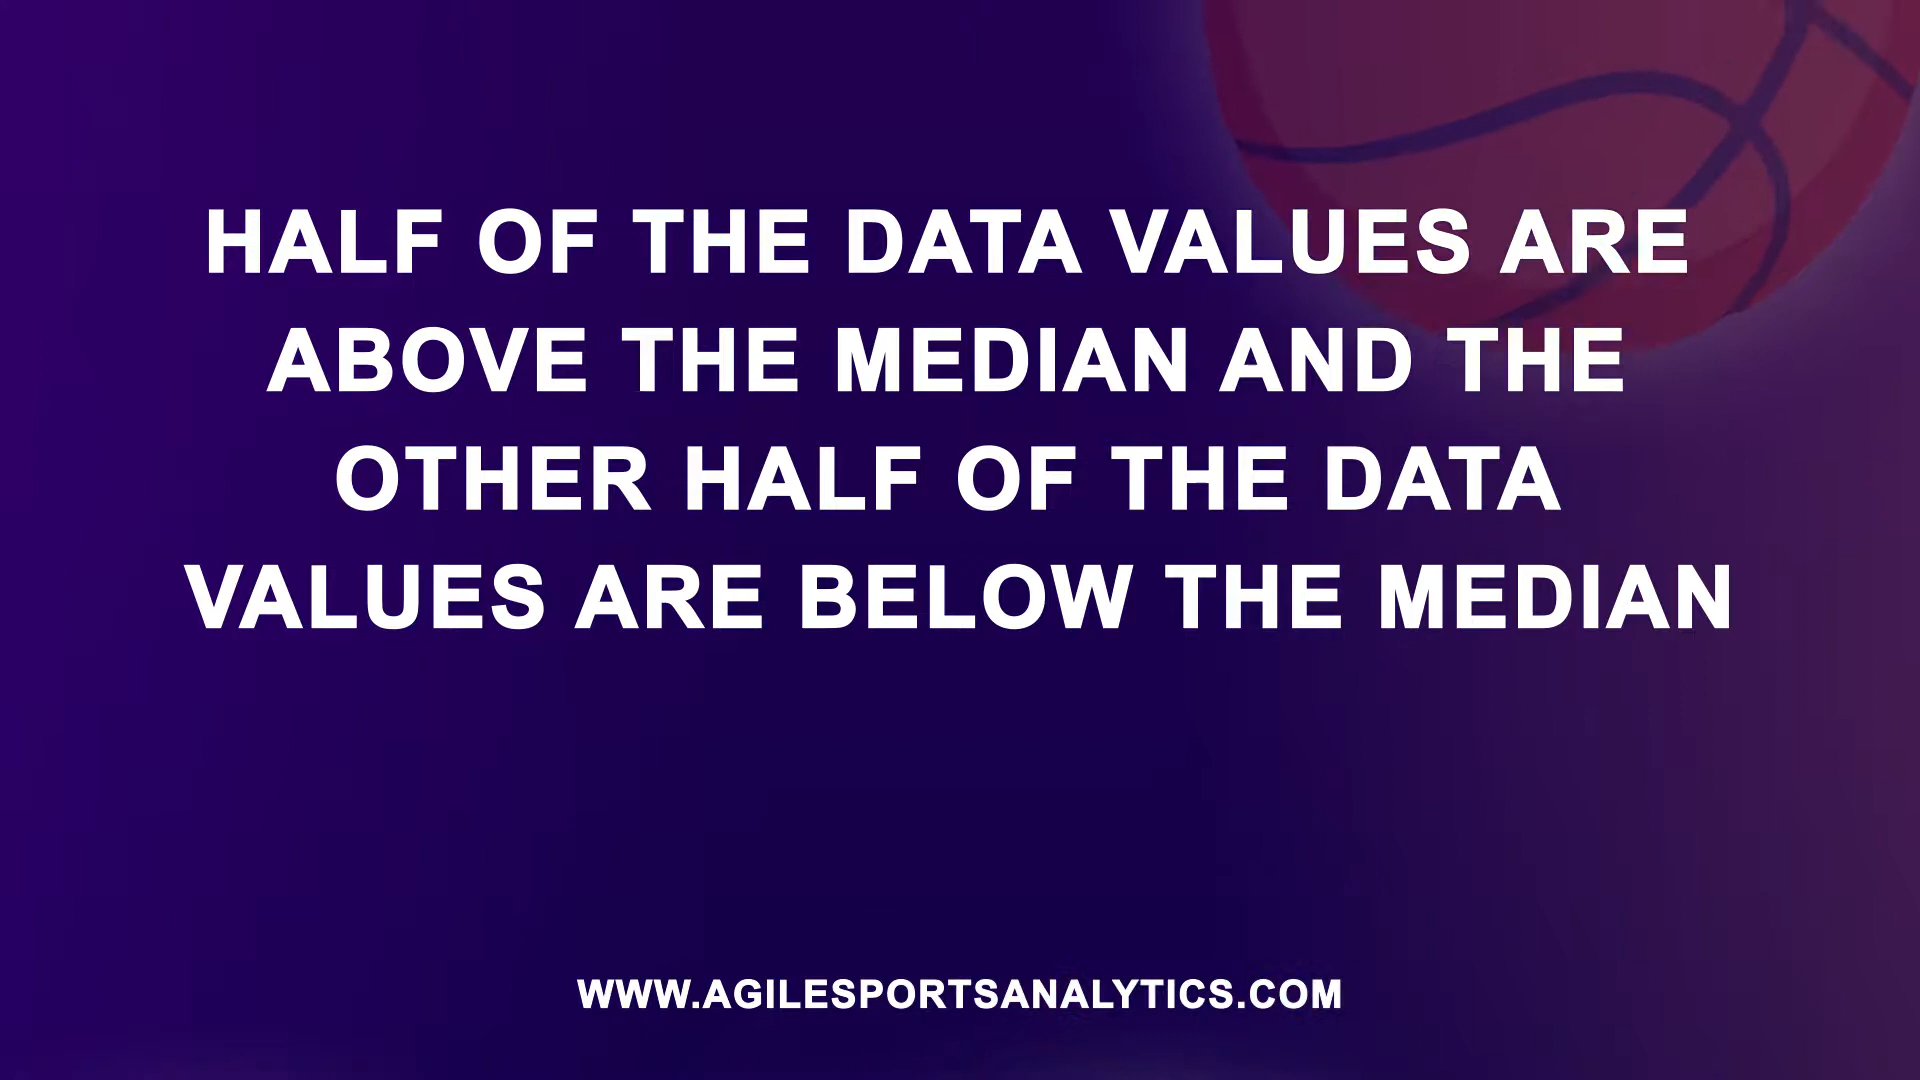 HALF OF THE DATA VALUES ARE
ABOVE THE MEDIAN AND THE
OTHER HALF OF THE DATA
VALUES ARE BELOW THE MEDIAN
WWW.AGILESPORTSANALYTICS.COM